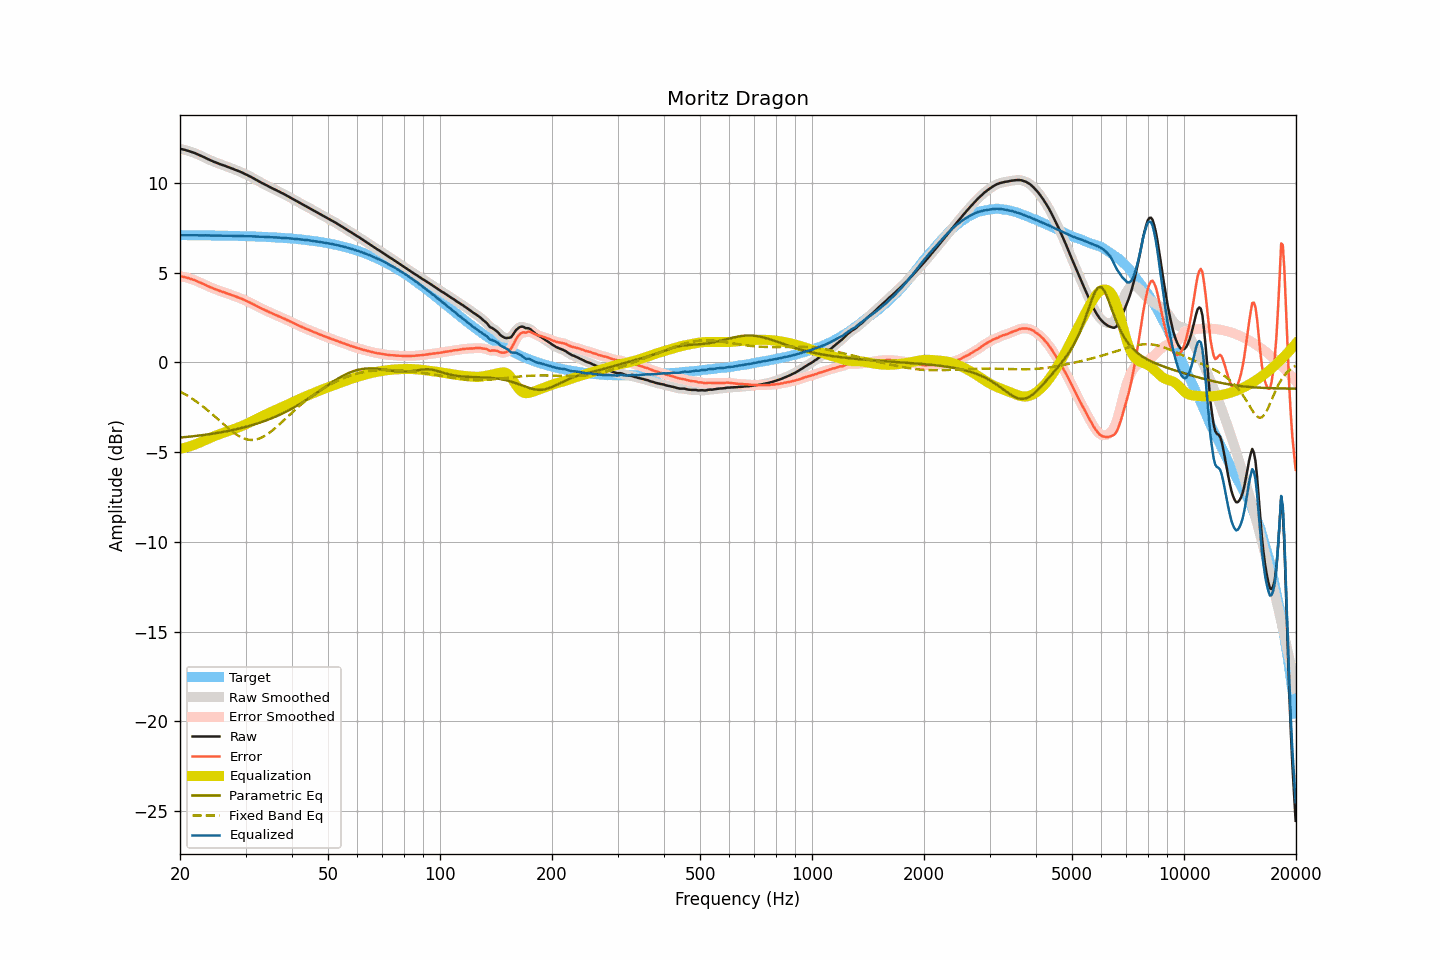 Moritz Dragon
Amplitude (dBr)
10
5
0
−5
−10
−15
−20
−25
Target
Raw Smoothed
Error Smoothed
Raw
Error
Equalization
Parametric Eq
Fixed Band Eq
Equalized
20 50 100 200 500 1000 2000 5000 10000 20000
Frequency (Hz)